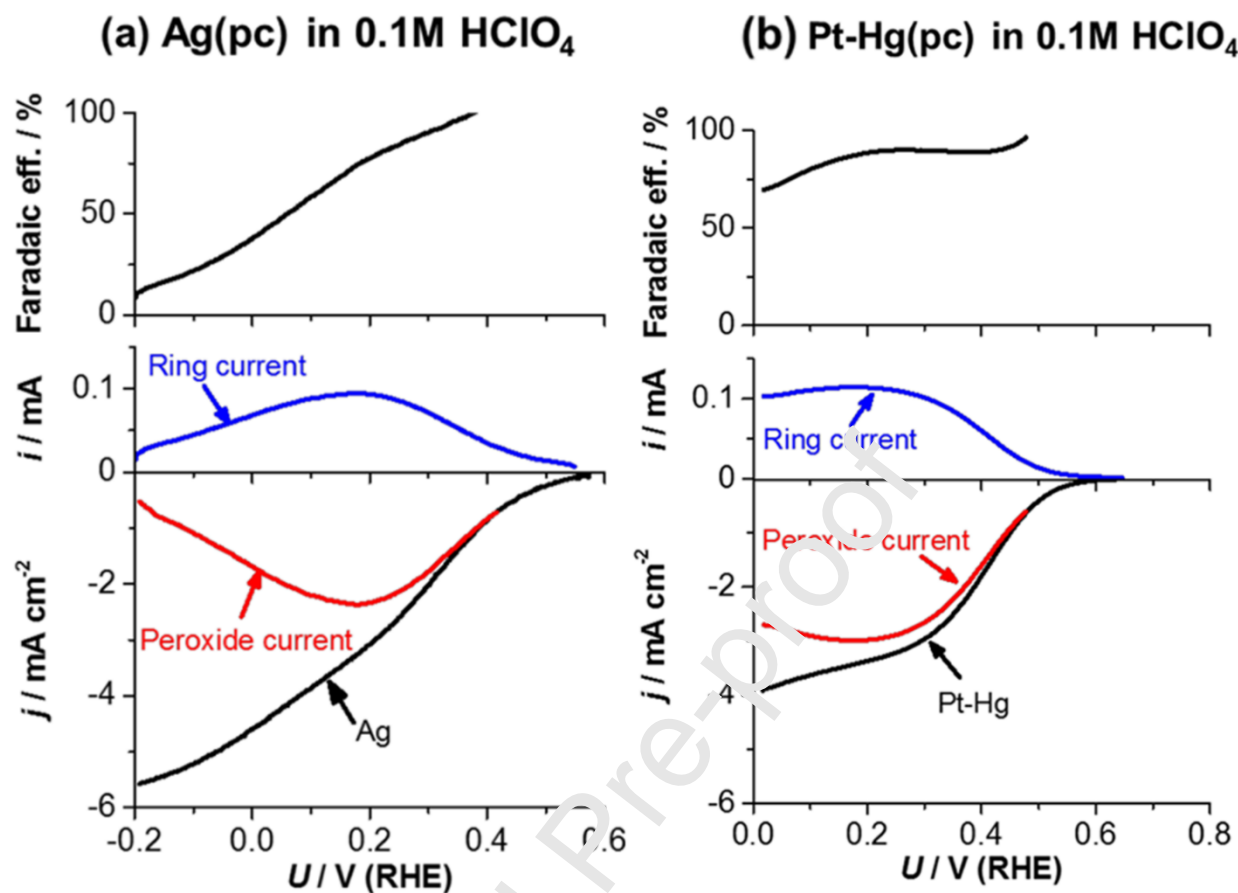 (a) Ag(pc) in 0.1M HClO₄
(b) Pt-Hg(pc) in 0.1M HClO₄
Faradaic eff. / %
100
50
0
Ring current
i / mA
0.1
0
Peroxide current
Ag
j / mA cm⁻²
-2
-4
-6
-0.2 0.0 0.2 0.4 0.6
U / V (RHE)
Faradaic eff. / %
100
50
0
i / mA
0.1
0
Ring current
Peroxide current
Pt-Hg
j / mA cm⁻²
-2
-4
-6
0.0 0.2 0.4 0.6 0.8
U / V (RHE)
Pre-proof